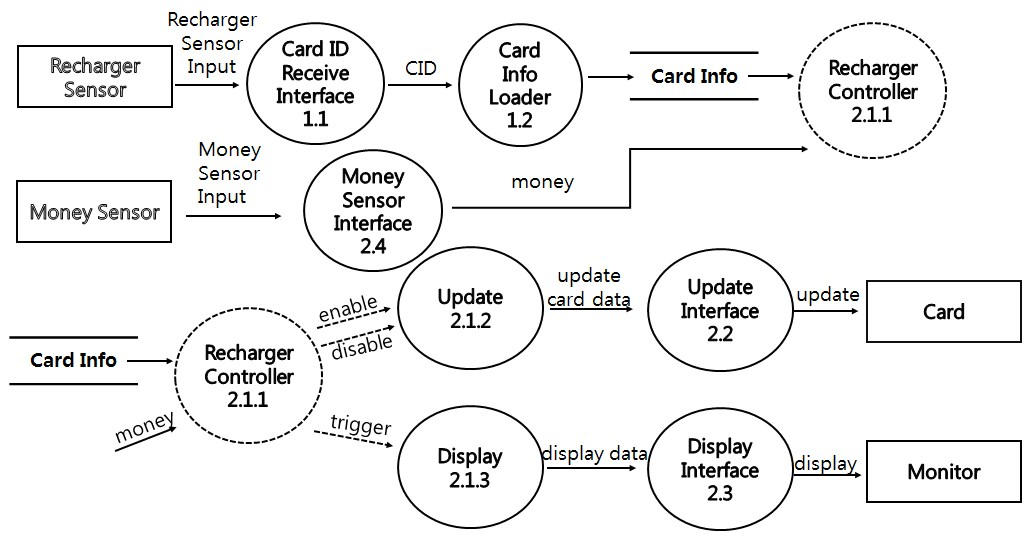 Recharger
Sensor
Recharger
Sensor
Input
Card ID
Receive
Interface
1.1
CID
Card
Info
Loader
1.2
Card Info
Recharger
Controller
2.1.1
Money Sensor
Money
Sensor
Input
Money
Sensor
Interface
2.4
money
Card Info
money
Recharger
Controller
2.1.1
enable
disable
trigger
Update
2.1.2
update
card data
Update
Interface
2.2
update
Card
Display
2.1.3
display data
Display
Interface
2.3
display
Monitor